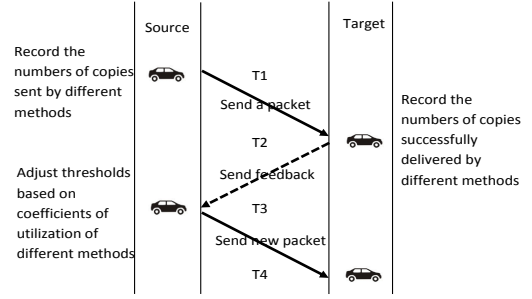 Source
Target
Record the
numbers of copies
sent by different
methods
T1
Send a packet
Record the
numbers of copies
successfully
delivered by
different methods
T2
Send feedback
Adjust thresholds
based on
coefficients of
utilization of
different methods
T3
Send new packet
T4